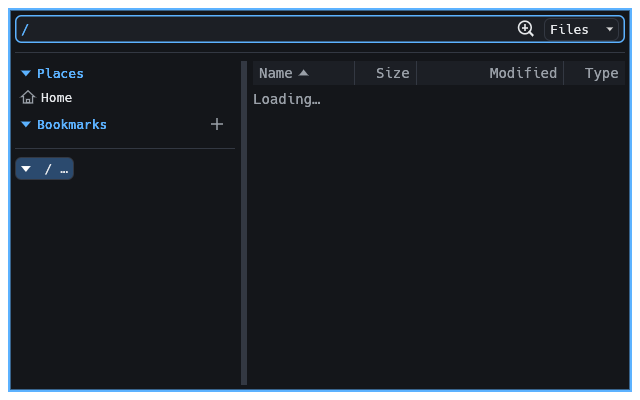 / Files
Places
Home
Bookmarks
/ …
Name Size Modified Type
Loading…